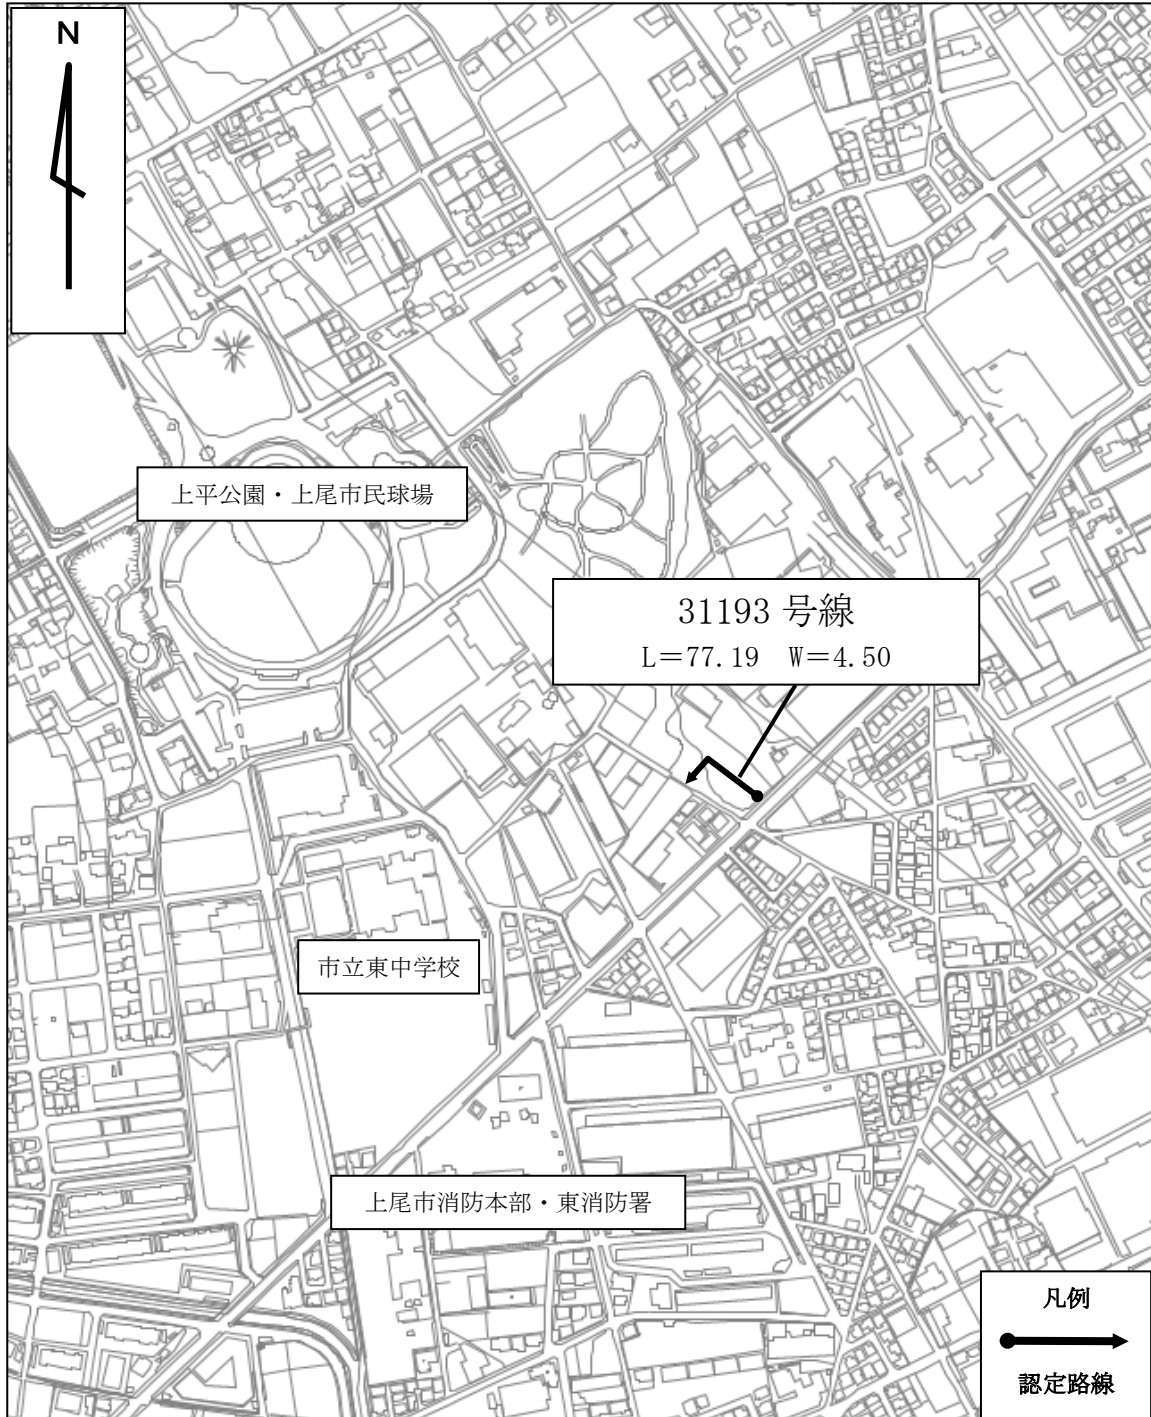 N
上平公園・上尾市民球場
31193 号線
L=77.19 W=4.50
市立東中学校
上尾市消防本部・東消防署
凡例
認定路線